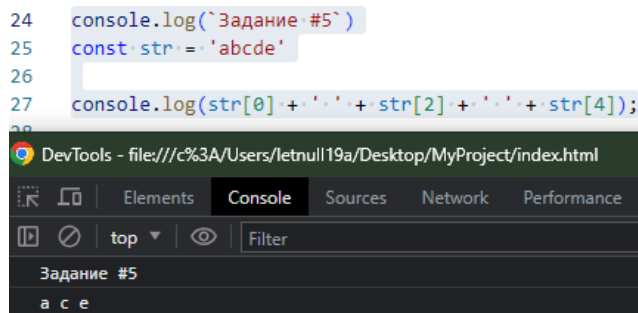 24 console.log(`Задание #5`)
25 const str = 'abcde'
26
27 console.log(str[0] + ' ' + str[2] + ' ' + str[4]);
DevTools - file:///c%3A/Users/letnull19a/Desktop/MyProject/index.html
Elements Console Sources Network Performance
top Filter
Задание #5
a c e